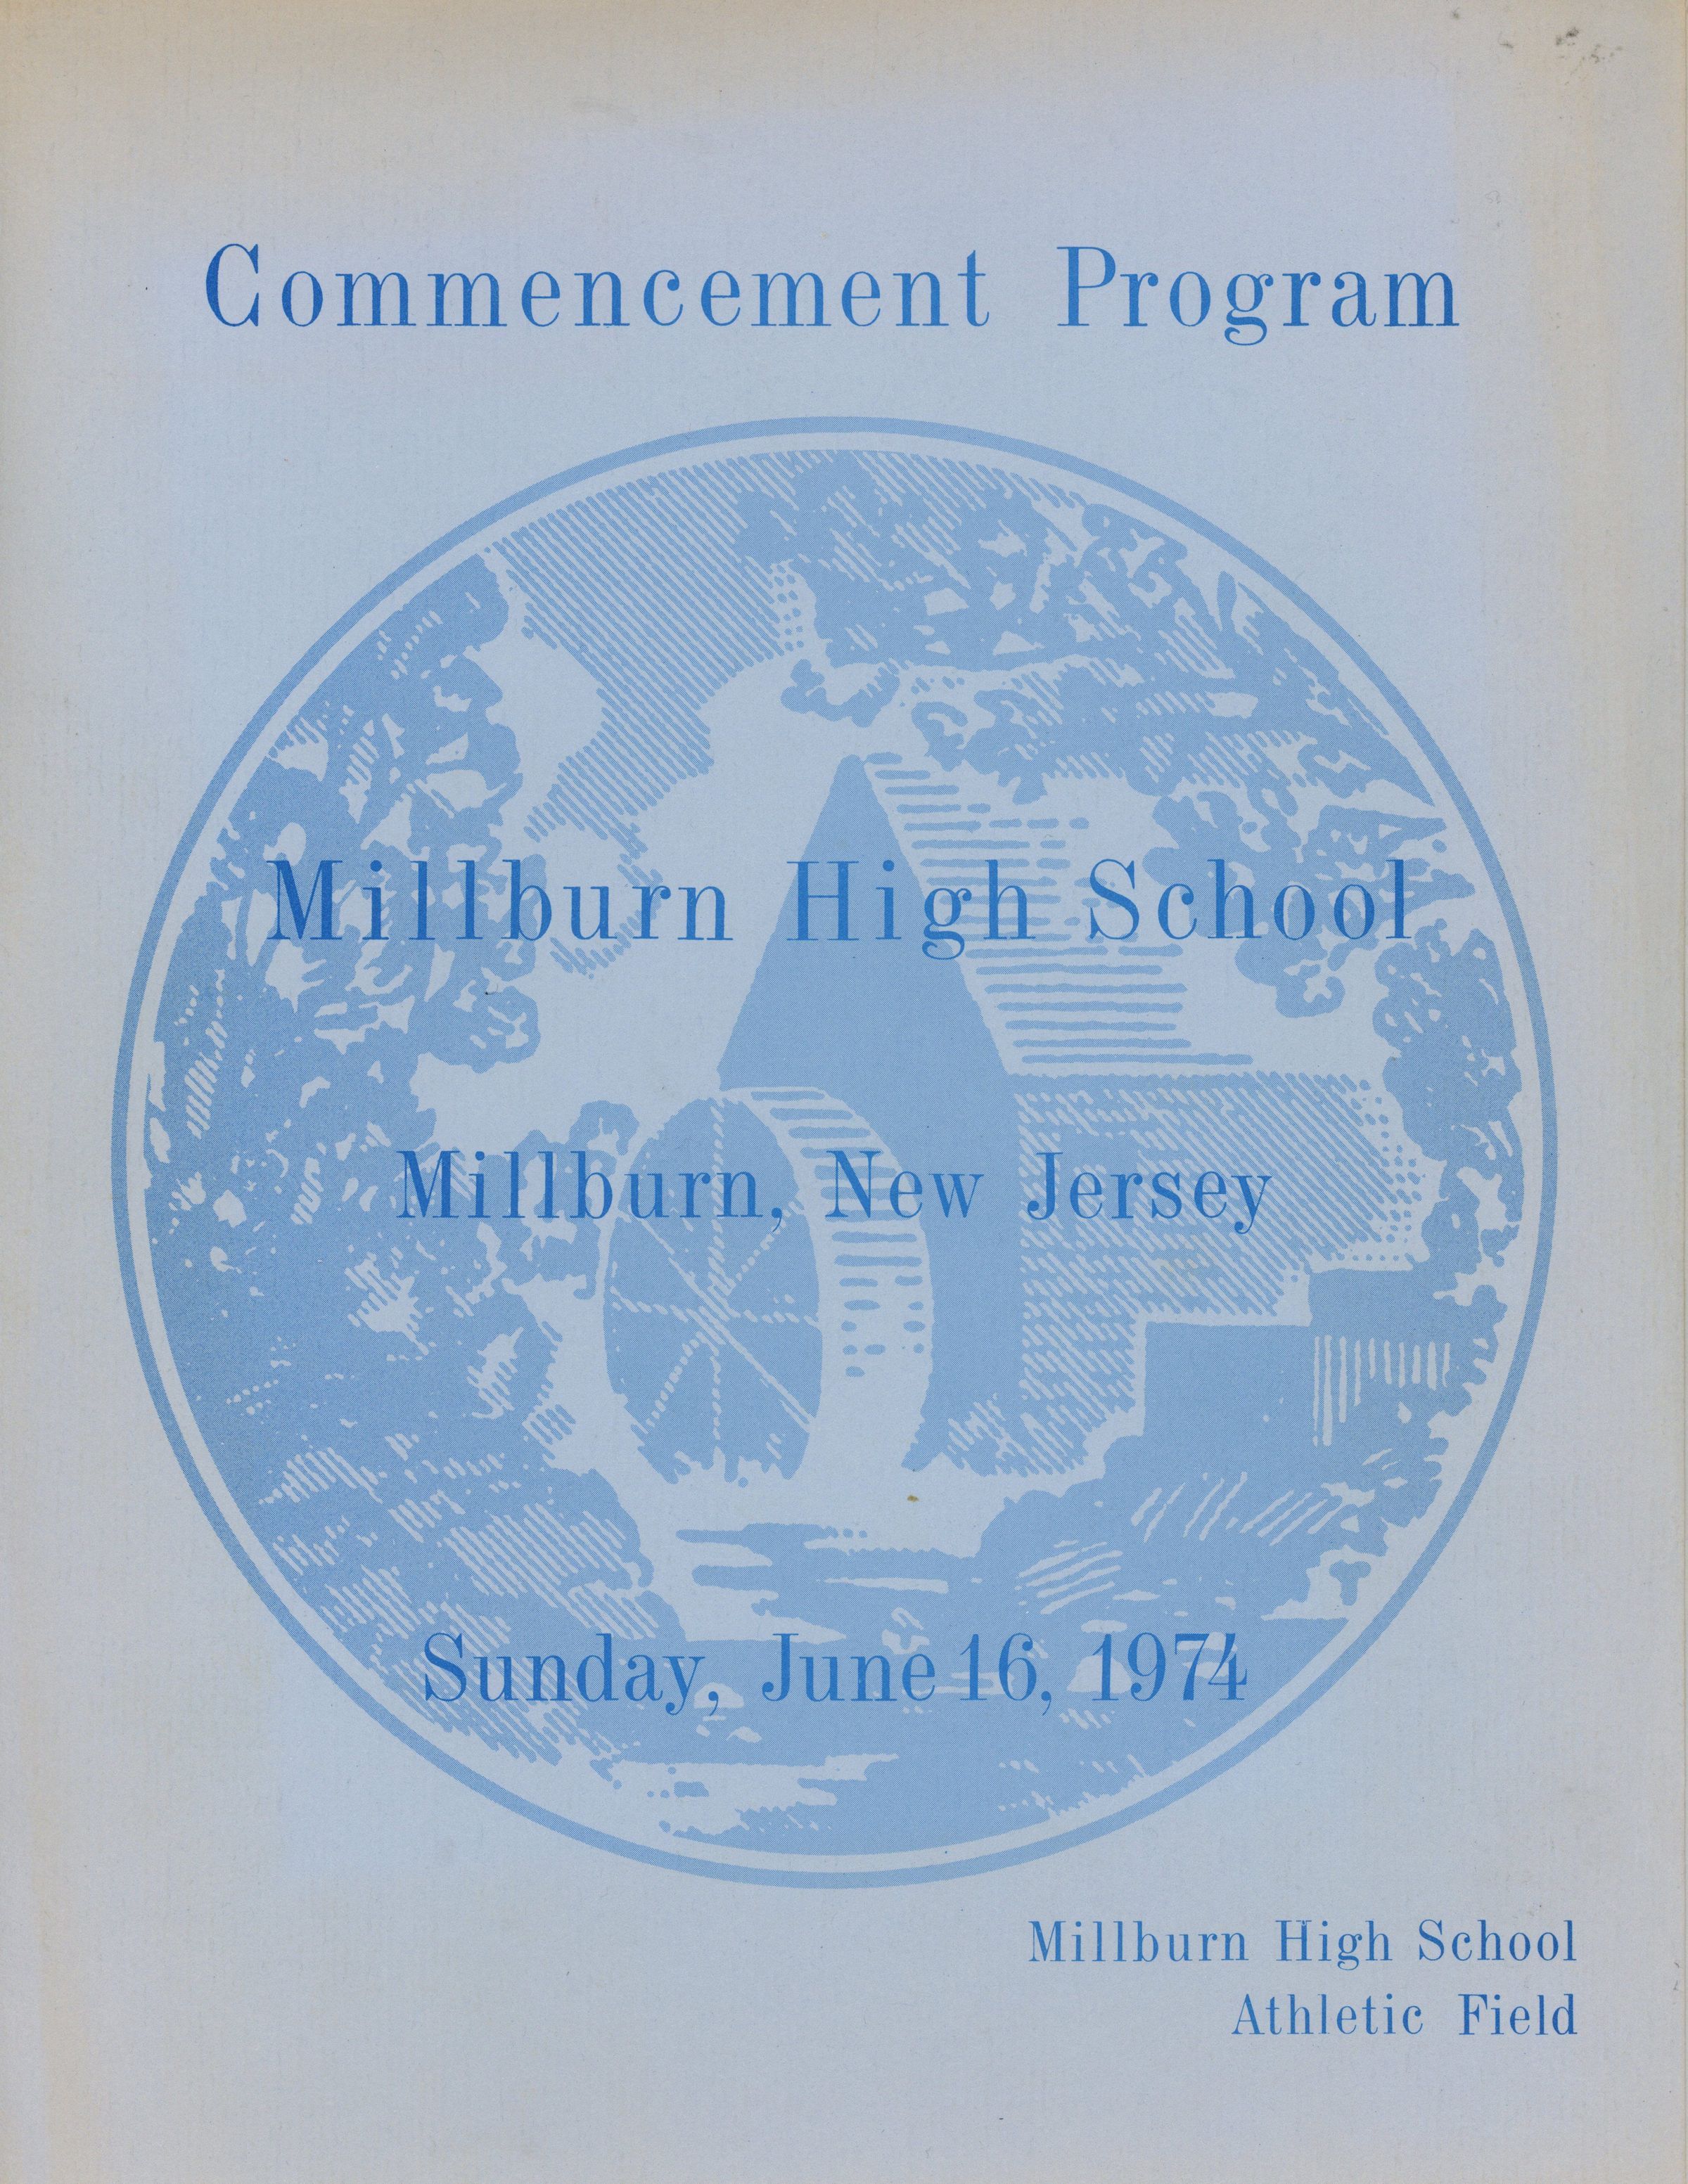 Commencement Program
Millburn High School
Millburn, New Jersey
Sunday, June 16, 1974
Millburn High School
Athletic Field